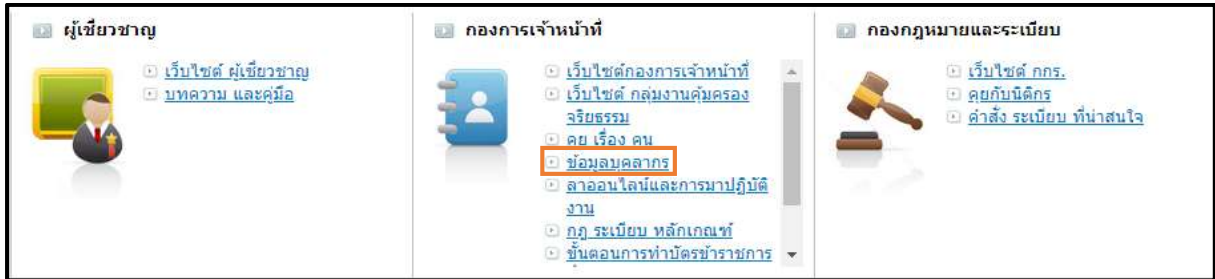 ผู้เชี่ยวชาญ
เว็บไซต์ ผู้เชี่ยวชาญ
บทความ และคู่มือ
กองการเจ้าหน้าที่
เว็บไซต์กองการเจ้าหน้าที่
เว็บไซต์ กลุ่มงานคุ้มครอง
จริยธรรม
คุย เรื่อง คน
ข้อมูลบุคลากร
ลาออนไลน์และการมาปฏิบัติ
งาน
กฎ ระเบียบ หลักเกณฑ์
ขั้นตอนการทำบัตรข้าราชการ
กองกฎหมายและระเบียบ
เว็บไซต์ กกร.
คุยกับนิติกร
คำสั่ง ระเบียบ ที่น่าสนใจ